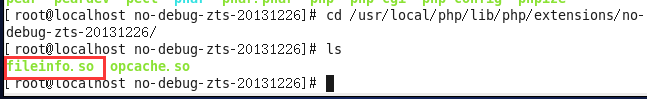 [root@localhost no-debug-zts-20131226]# cd /usr/local/php/lib/php/extensions/no-
debug-zts-20131226/
[root@localhost no-debug-zts-20131226]# ls
fileinfo.so opcache.so
[root@localhost no-debug-zts-20131226]#